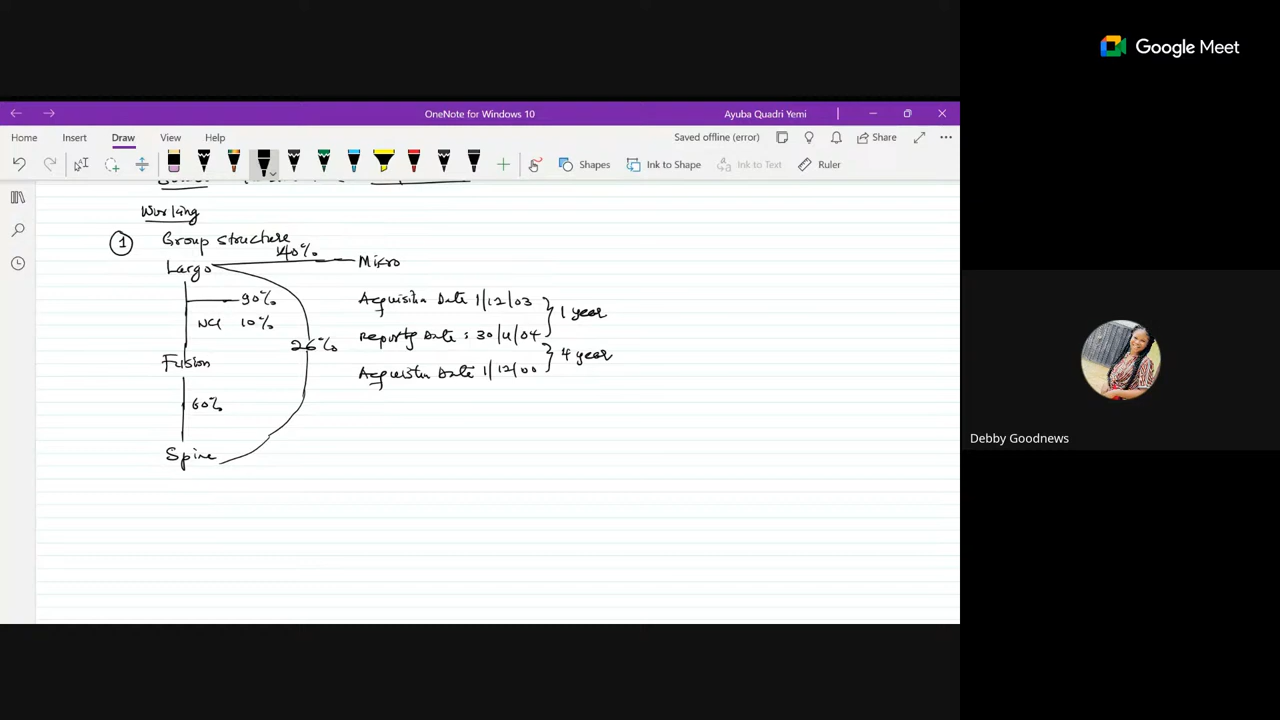 Google Meet
OneNote for Windows 10
Ayuba Quadri Yemi
Home Insert Draw View Help
Saved offline (error)
Share
Shapes
Ink to Shape
Ink to Text
Ruler
Working
1 Group structure
40%
Largo Mikro
90%
NCI 10%
26%
Fusion
60%
Spine
Acquisition Date 1/12/03
1 year
Reporting Date : 30/11/04
4 year
Acquisition Date 1/12/00
Debby Goodnews